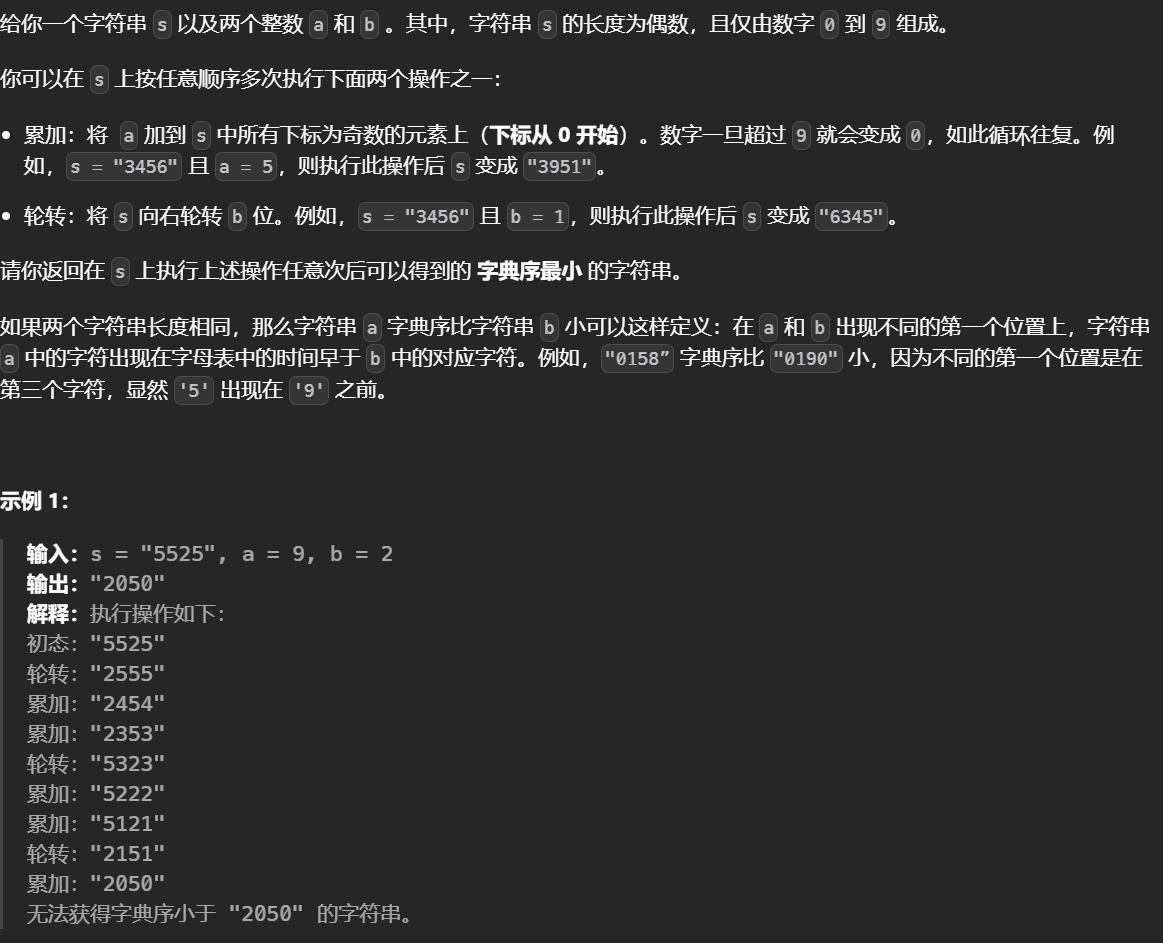 给你一个字符串 s 以及两个整数 a 和 b 。其中，字符串 s 的长度为偶数，且仅由数字 0 到 9 组成。
你可以在 s 上按任意顺序多次执行下面两个操作之一：
• 累加：将  a 加到 s 中所有下标为奇数的元素上（下标从 0 开始）。数字一旦超过 9 就会变成 0，如此循环往复。例
如，s = "3456" 且 a = 5，则执行此操作后 s 变成 "3951"。
• 轮转：将 s 向右轮转 b 位。例如，s = "3456" 且 b = 1，则执行此操作后 s 变成 "6345"。
请你返回在 s 上执行上述操作任意次后可以得到的 字典序最小 的字符串。
如果两个字符串长度相同，那么字符串 a 字典序比字符串 b 小可以这样定义：在 a 和 b 出现不同的第一个位置上，字符串
a 中的字符出现在字母表中的时间早于 b 中的对应字符。例如，"0158” 字典序比 "0190" 小，因为不同的第一个位置是在
第三个字符，显然 '5' 出现在 '9' 之前。
示例 1：
输入：s = "5525", a = 9, b = 2
输出："2050"
解释：执行操作如下：
初态："5525"
轮转："2555"
累加："2454"
累加："2353"
轮转："5323"
累加："5222"
累加："5121"
轮转："2151"
累加："2050"
无法获得字典序小于 "2050" 的字符串。